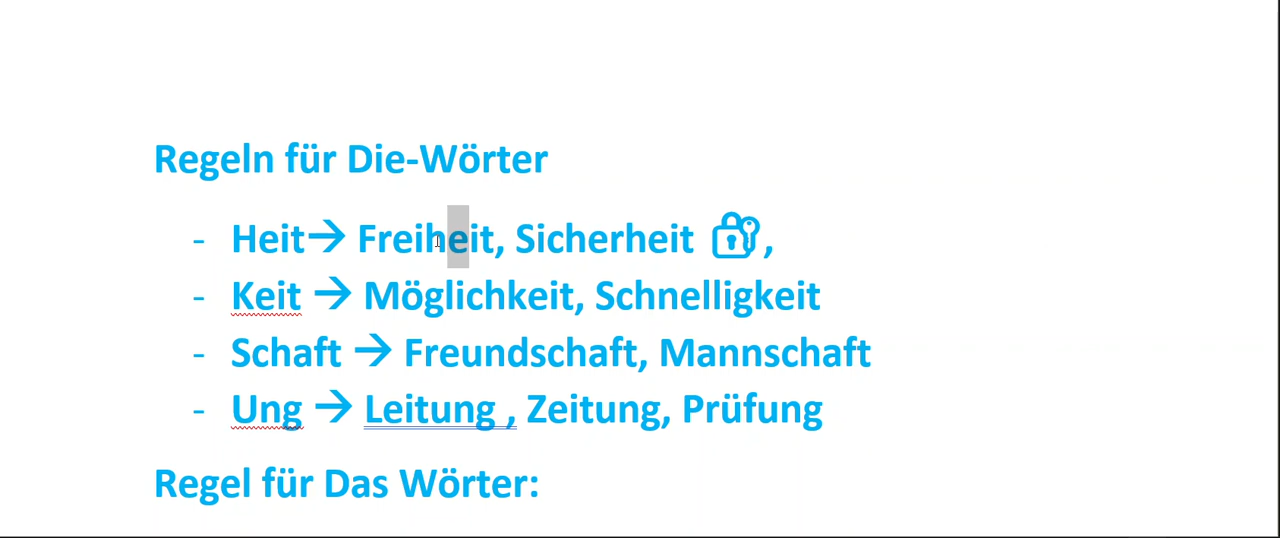 Regeln für Die-Wörter
- Heit→ Freiheit, Sicherheit 🔐,
- Keit → Möglichkeit, Schnelligkeit
- Schaft → Freundschaft, Mannschaft
- Ung → Leitung , Zeitung, Prüfung
Regel für Das Wörter: